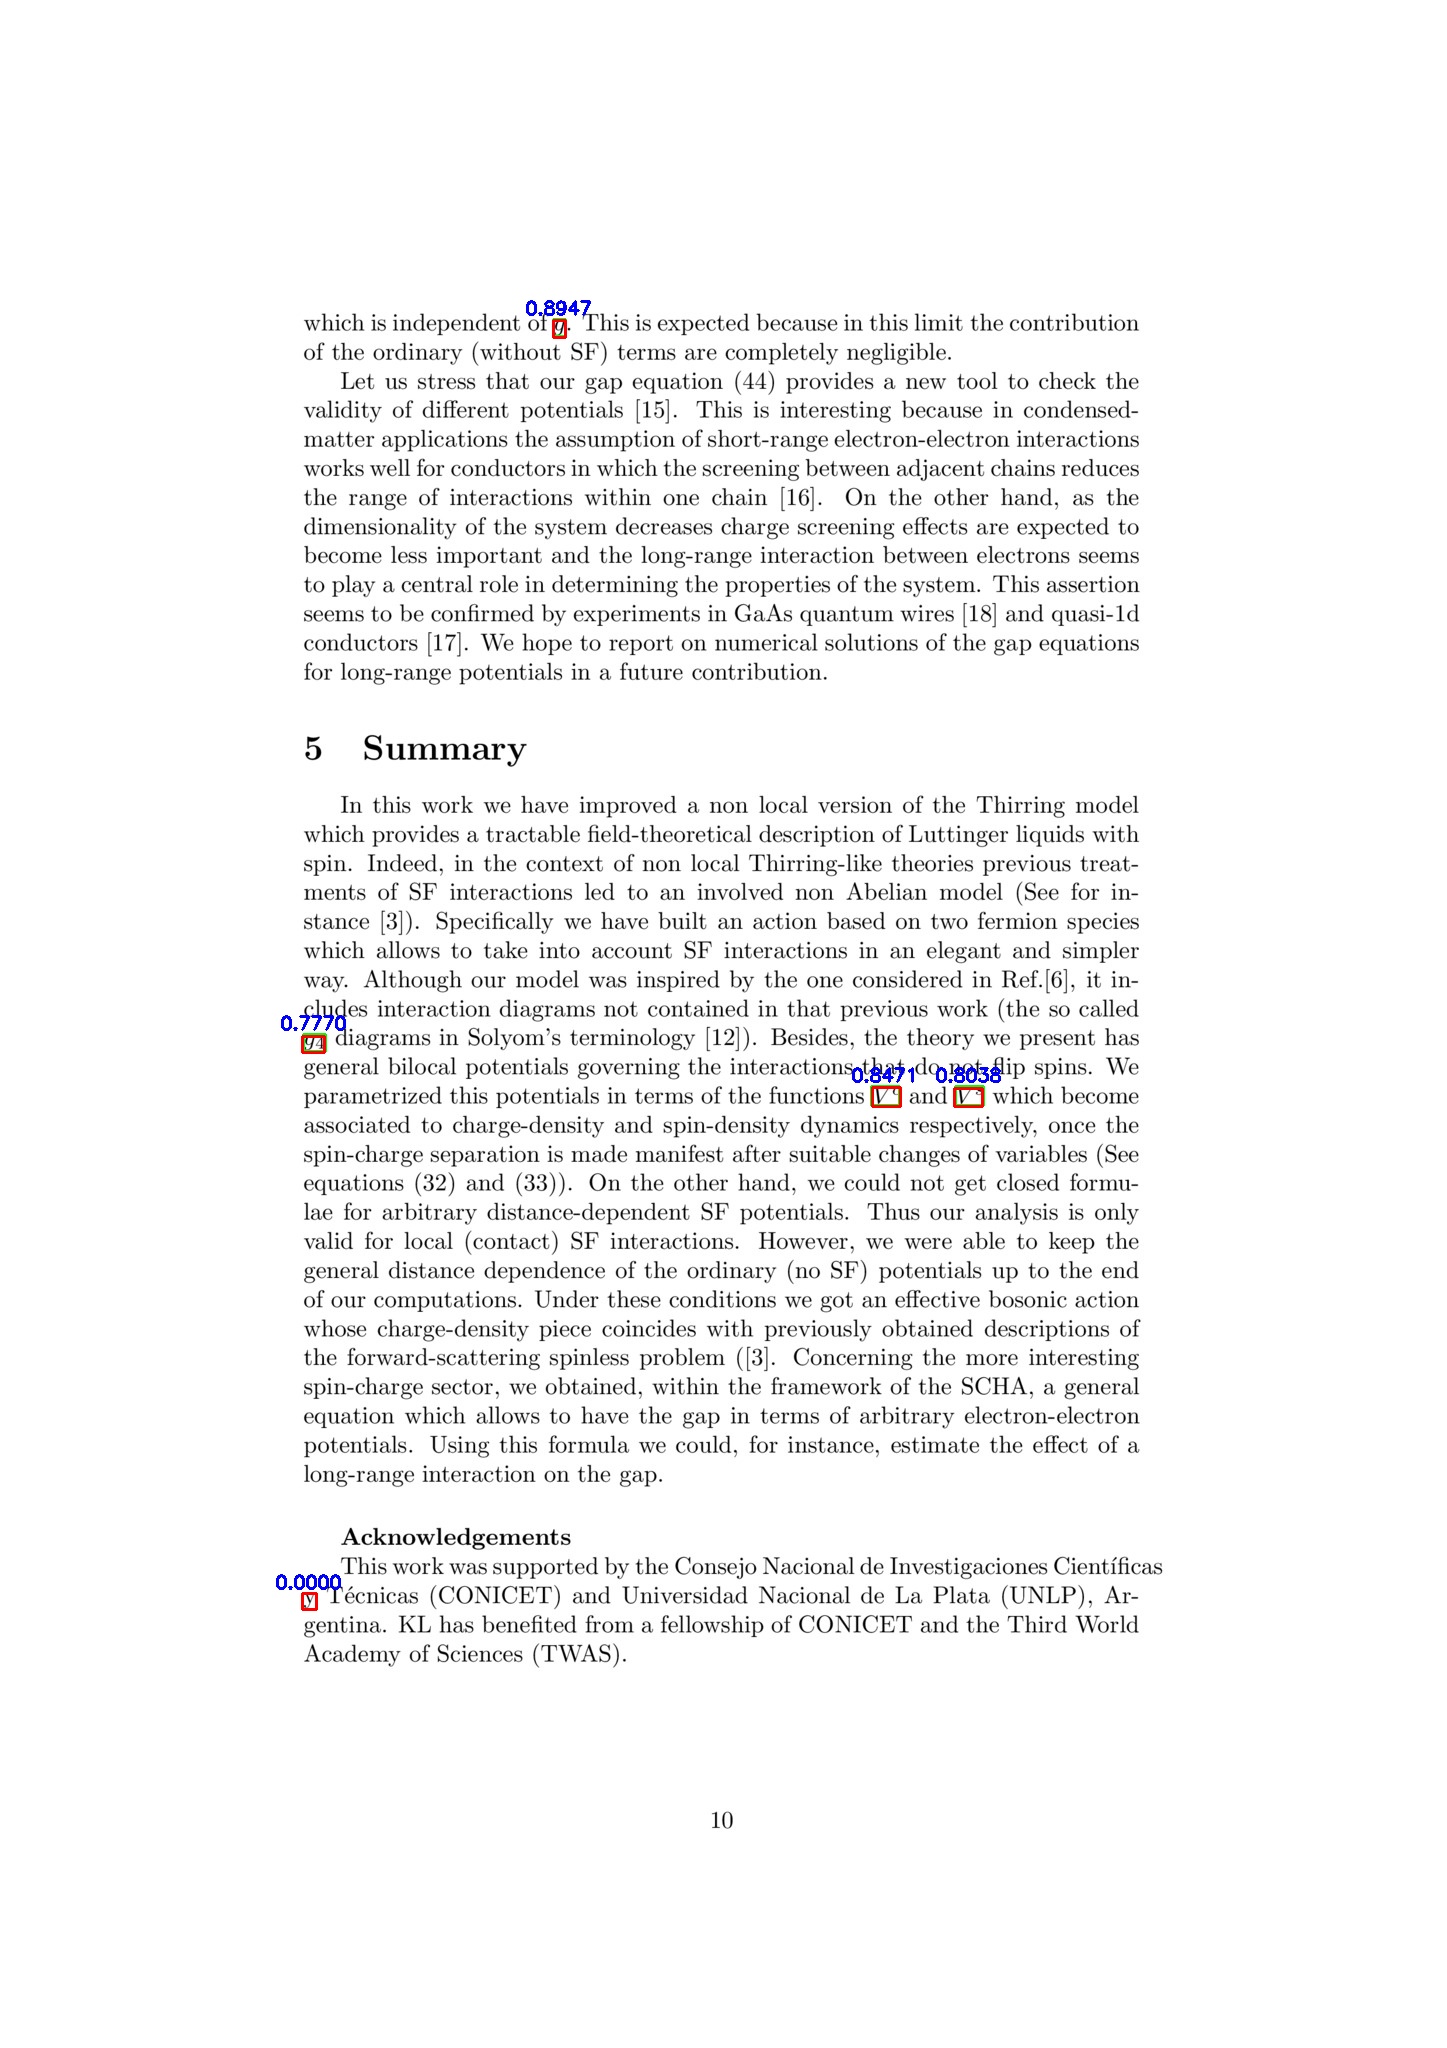 0.8947
which is independent of g. This is expected because in this limit the contribution
of the ordinary (without SF) terms are completely negligible.
Let us stress that our gap equation (44) provides a new tool to check the
validity of different potentials [15]. This is interesting because in condensed-
matter applications the assumption of short-range electron-electron interactions
works well for conductors in which the screening between adjacent chains reduces
the range of interactions within one chain [16]. On the other hand, as the
dimensionality of the system decreases charge screening effects are expected to
become less important and the long-range interaction between electrons seems
to play a central role in determining the properties of the system. This assertion
seems to be confirmed by experiments in GaAs quantum wires [18] and quasi-1d
conductors [17]. We hope to report on numerical solutions of the gap equations
for long-range potentials in a future contribution.
5 Summary
In this work we have improved a non local version of the Thirring model
which provides a tractable field-theoretical description of Luttinger liquids with
spin. Indeed, in the context of non local Thirring-like theories previous treat-
ments of SF interactions led to an involved non Abelian model (See for in-
stance [3]). Specifically we have built an action based on two fermion species
which allows to take into account SF interactions in an elegant and simpler
way. Although our model was inspired by the one considered in Ref.[6], it in-
cludes interaction diagrams not contained in that previous work (the so called
0.7770
g₄ diagrams in Solyom's terminology [12]). Besides, the theory we present has
general bilocal potentials governing the interactions that do not flip spins. We
0.8471 0.8038
parametrized this potentials in terms of the functions Vᶜ and Vˢ which become
associated to charge-density and spin-density dynamics respectively, once the
spin-charge separation is made manifest after suitable changes of variables (See
equations (32) and (33)). On the other hand, we could not get closed formu-
lae for arbitrary distance-dependent SF potentials. Thus our analysis is only
valid for local (contact) SF interactions. However, we were able to keep the
general distance dependence of the ordinary (no SF) potentials up to the end
of our computations. Under these conditions we got an effective bosonic action
whose charge-density piece coincides with previously obtained descriptions of
the forward-scattering spinless problem ([3]. Concerning the more interesting
spin-charge sector, we obtained, within the framework of the SCHA, a general
equation which allows to have the gap in terms of arbitrary electron-electron
potentials. Using this formula we could, for instance, estimate the effect of a
long-range interaction on the gap.
Acknowledgements
This work was supported by the Consejo Nacional de Investigaciones Científicas
0.0000
y Técnicas (CONICET) and Universidad Nacional de La Plata (UNLP), Ar-
gentina. KL has benefited from a fellowship of CONICET and the Third World
Academy of Sciences (TWAS).
10